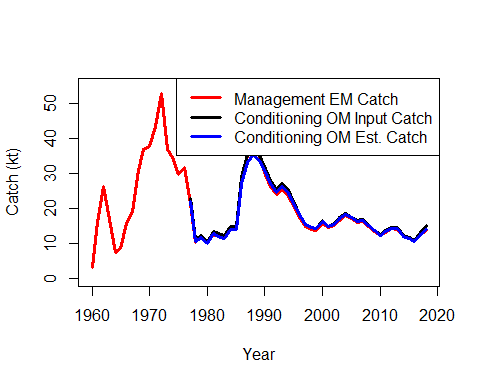 Management EM Catch
Conditioning OM Input Catch
Conditioning OM Est. Catch
Catch (kt)
50
40
30
20
10
0
1960 1970 1980 1990 2000 2010 2020
Year